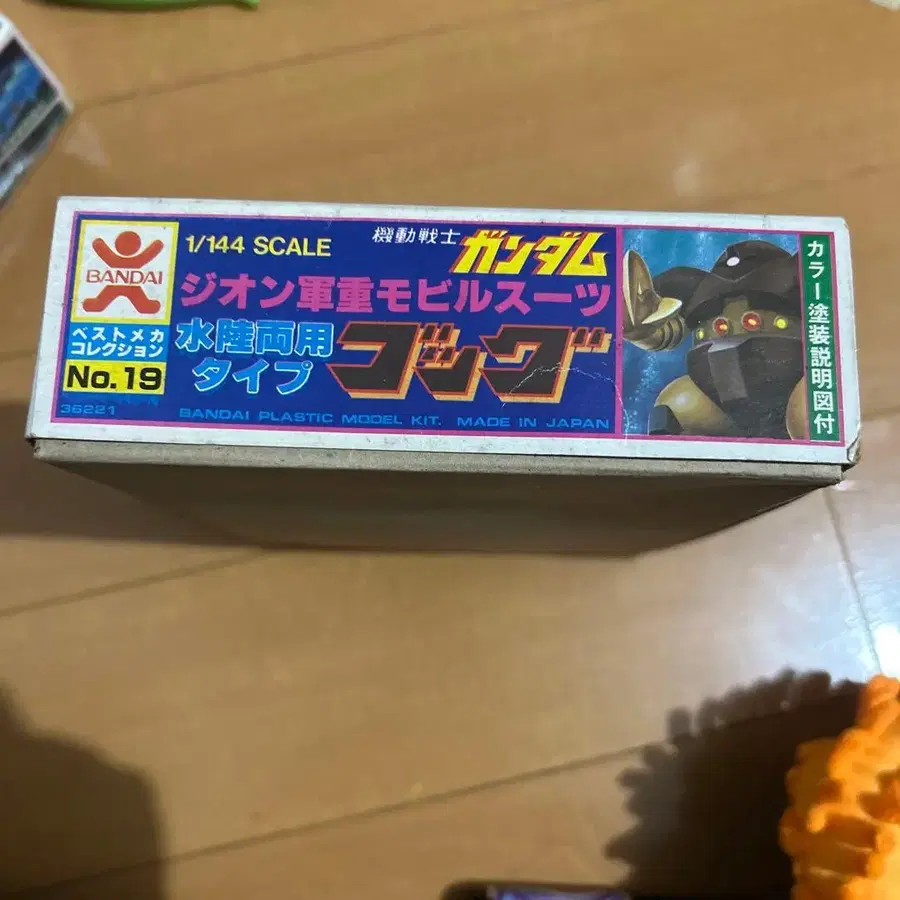 BANDAI
ベストメカ
コレクション
No.19
36221
1/144 SCALE
機動戦士
ガンダム
ジオン軍重モビルスーツ
水陸両用
タイプ
ゴッグ
BANDAI PLASTIC MODEL KIT. MADE IN JAPAN
カラー塗装説明図付